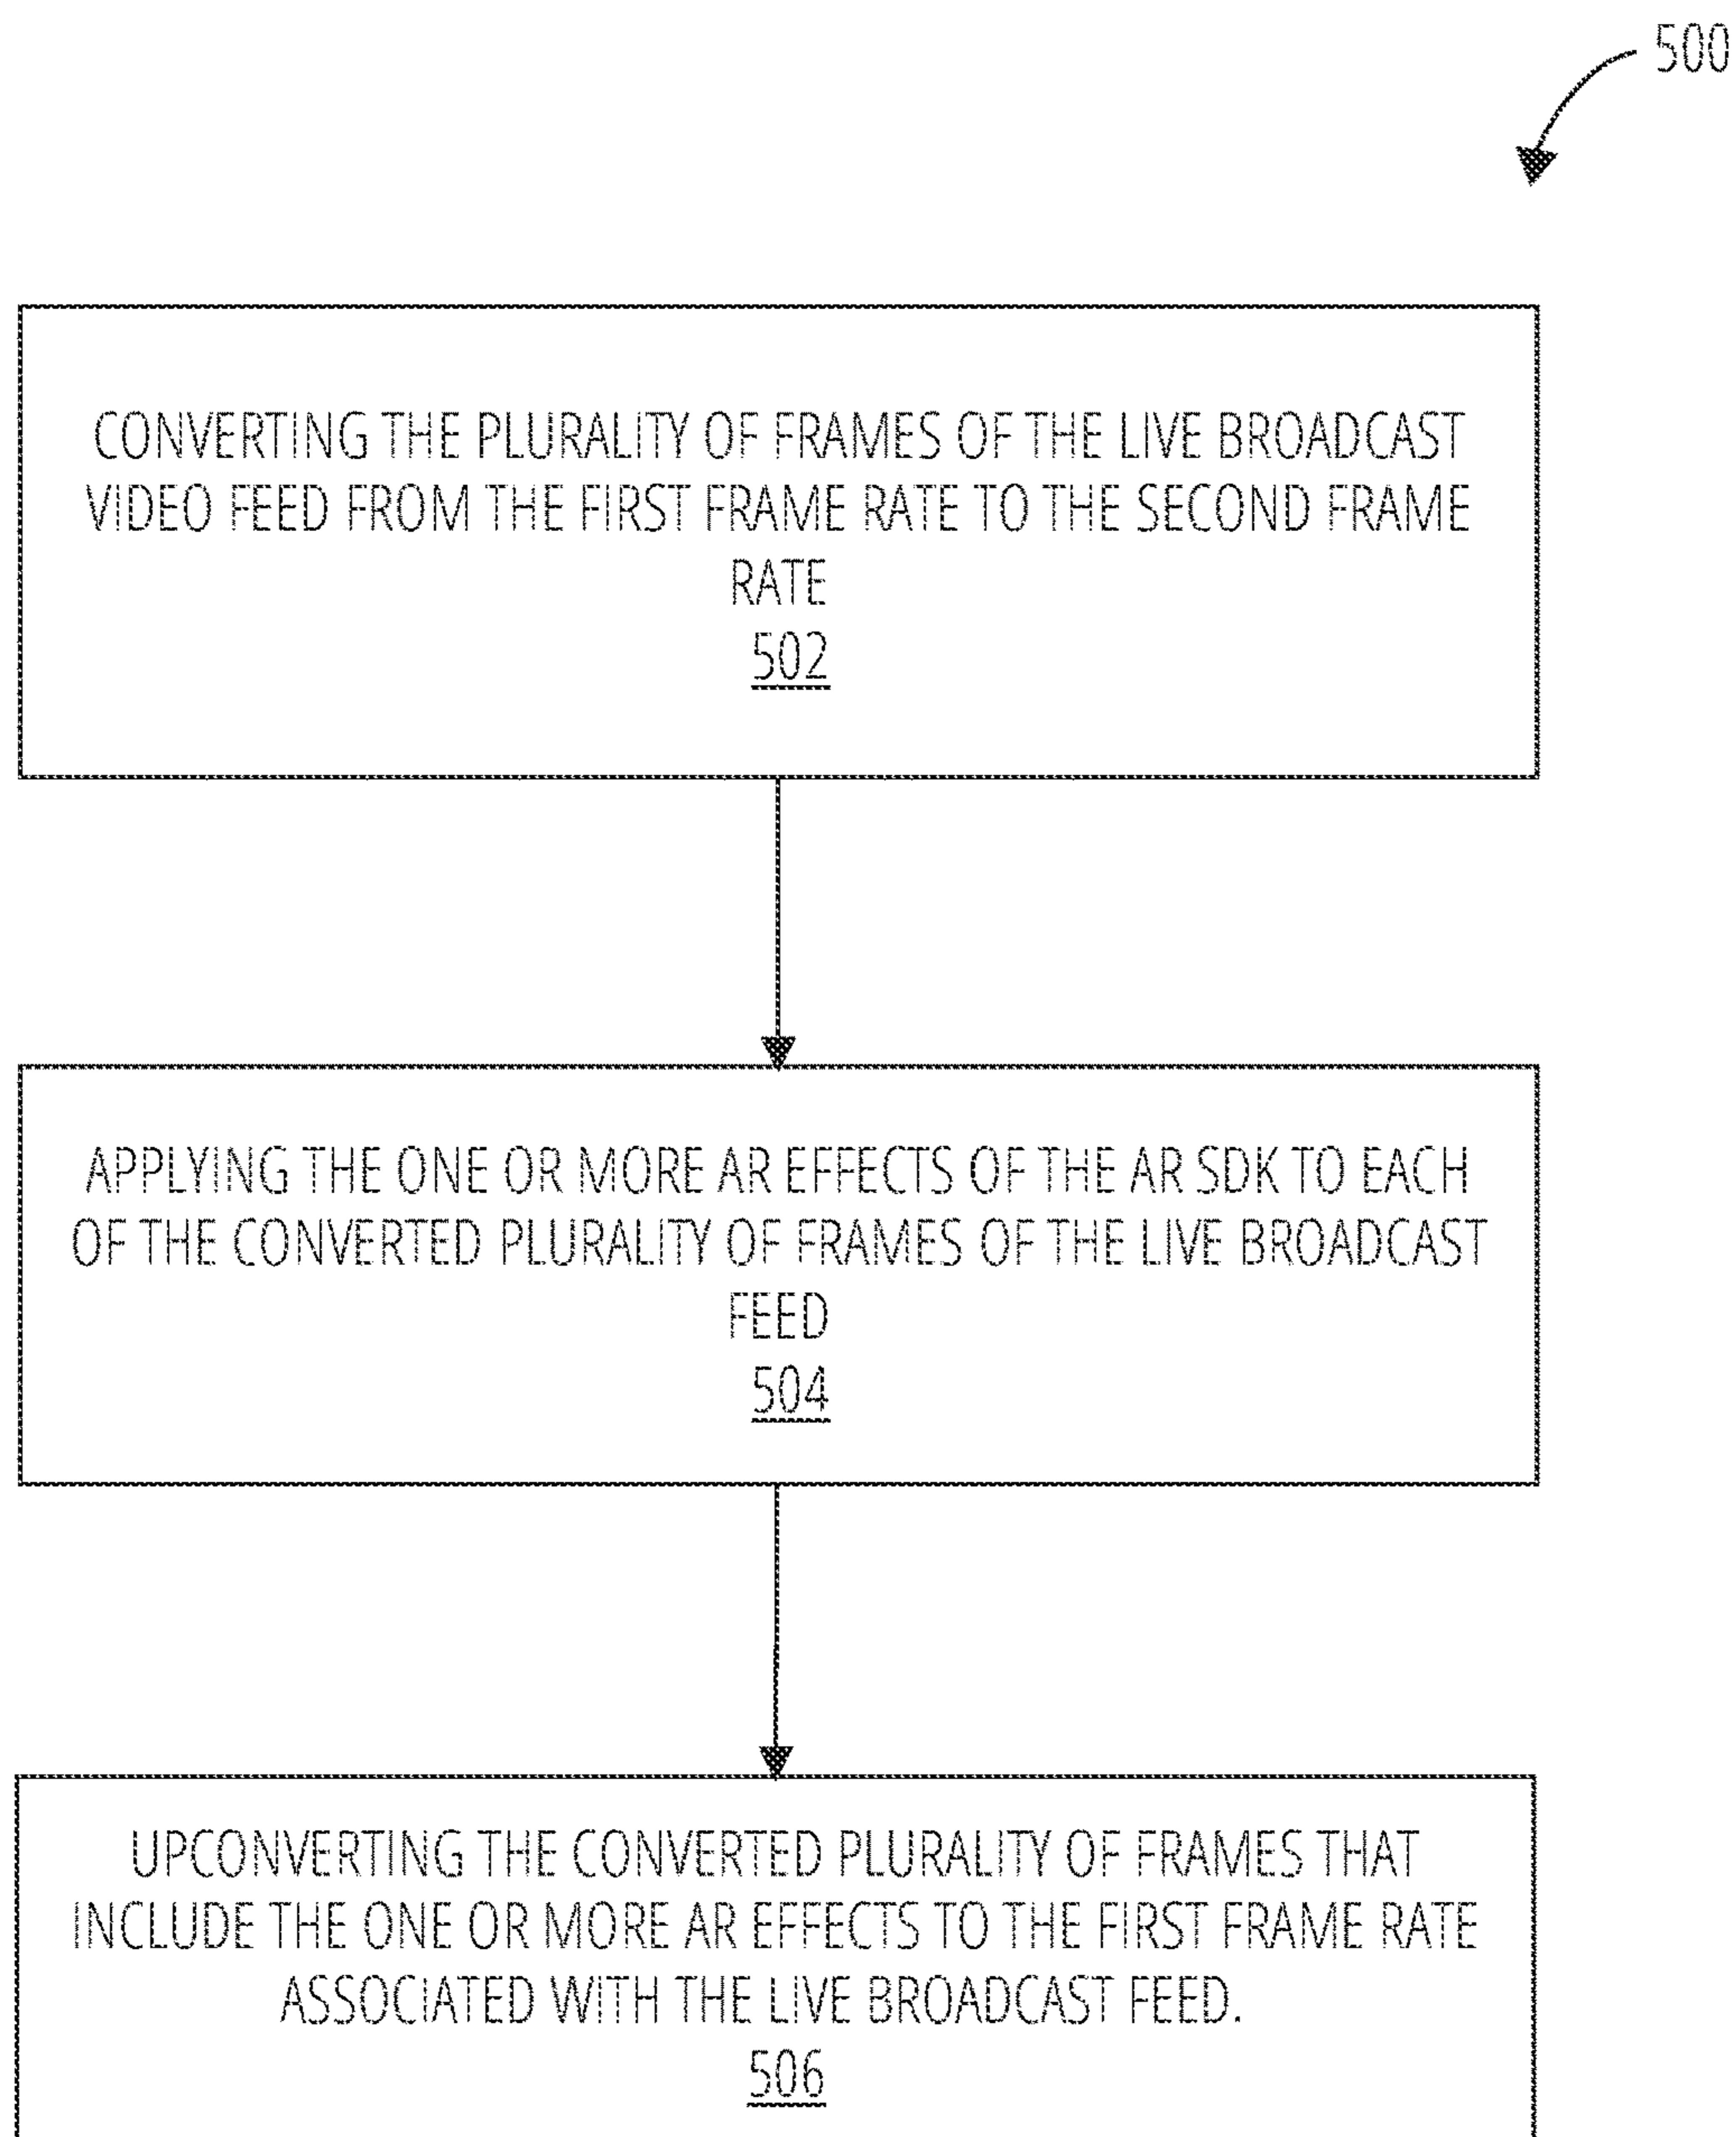 500
CONVERTING THE PLURALITY OF FRAMES OF THE LIVE BROADCAST
VIDEO FEED FROM THE FIRST FRAME RATE TO THE SECOND FRAME
RATE
502
APPLYING THE ONE OR MORE AR EFFECTS OF THE AR SDK TO EACH
OF THE CONVERTED PLURALITY OF FRAMES OF THE LIVE BROADCAST
FEED
504
UPCONVERTING THE CONVERTED PLURALITY OF FRAMES THAT
INCLUDE THE ONE OR MORE AR EFFECTS TO THE FIRST FRAME RATE
ASSOCIATED WITH THE LIVE BROADCAST FEED.
506